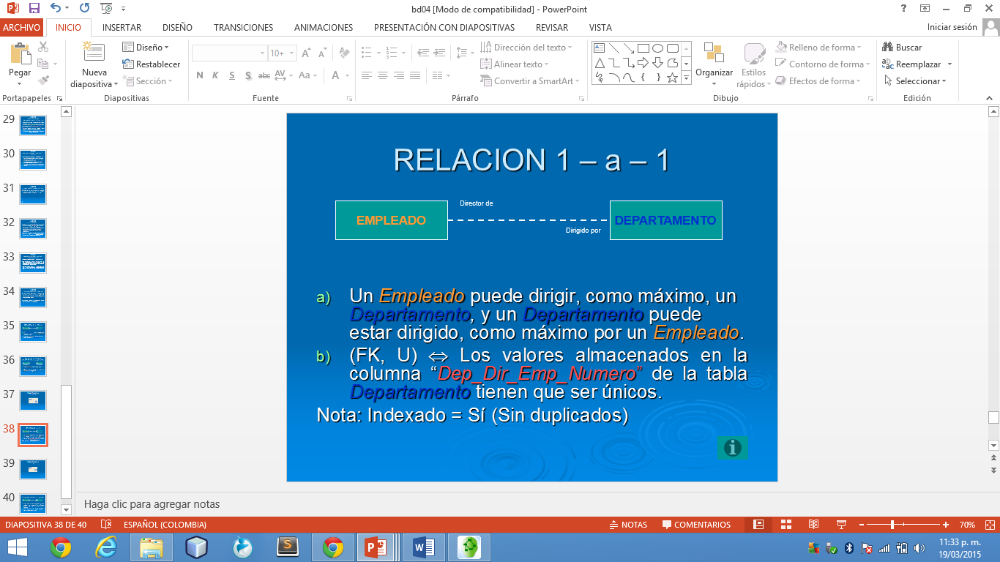 bd04 [Modo de compatibilidad] - PowerPoint
ARCHIVO INICIO INSERTAR DISEÑO TRANSICIONES ANIMACIONES PRESENTACIÓN CON DIAPOSITIVAS REVISAR VISTA Iniciar sesión
Pegar
Portapapeles
Nueva diapositiva
Diseño
Restablecer
Sección
Diapositivas
10+
N K S S abc AV Aa A
Fuente
Dirección del texto
Alinear texto
Convertir a SmartArt
Párrafo
Organizar
Estilos rápidos
Relleno de forma
Contorno de forma
Efectos de forma
Dibujo
Buscar
Reemplazar
Seleccionar
Edición
29
30
31
32
33
34
35
36
37
38
39
40
RELACION 1 – a – 1
Director de
EMPLEADO
DEPARTAMENTO
Dirigido por
a) Un Empleado puede dirigir, como máximo, un
Departamento, y un Departamento puede
estar dirigido, como máximo por un Empleado.
b) (FK, U) ⇔ Los valores almacenados en la
columna “Dep_Dir_Emp_Numero” de la tabla
Departamento tienen que ser únicos.
Nota: Indexado = Sí (Sin duplicados)
Haga clic para agregar notas
DIAPOSITIVA 38 DE 40 ESPAÑOL (COLOMBIA) NOTAS COMENTARIOS 70%
11:33 p. m.
19/03/2015